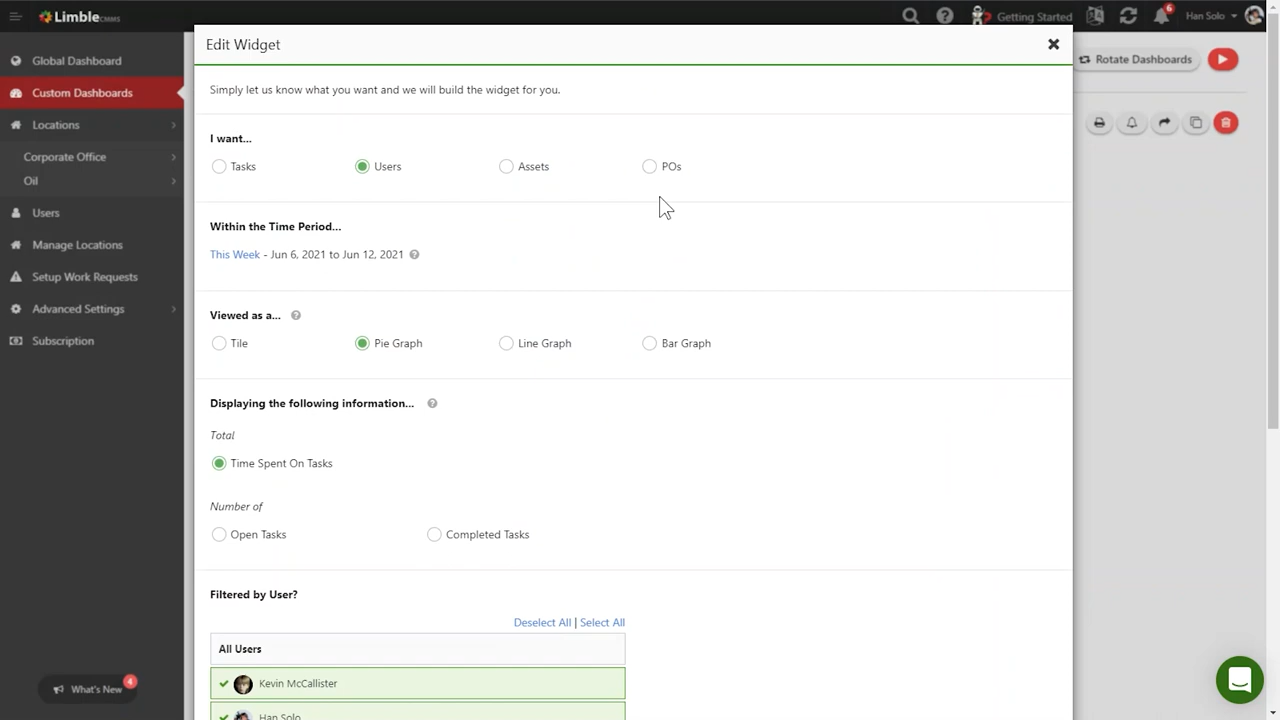 Limble CMMS
Getting Started
6
Han Solo
Global Dashboard
Custom Dashboards
Locations
Corporate Office
Oil
Users
Manage Locations
Setup Work Requests
Advanced Settings
Subscription
What's New
4
Rotate Dashboards
Edit Widget
Simply let us know what you want and we will build the widget for you.
I want...
Tasks Users Assets POs
Within the Time Period...
This Week - Jun 6, 2021 to Jun 12, 2021
Viewed as a...
Tile Pie Graph Line Graph Bar Graph
Displaying the following information...
Total
Time Spent On Tasks
Number of
Open Tasks Completed Tasks
Filtered by User?
Deselect All | Select All
All Users
Kevin McCallister
Han Solo